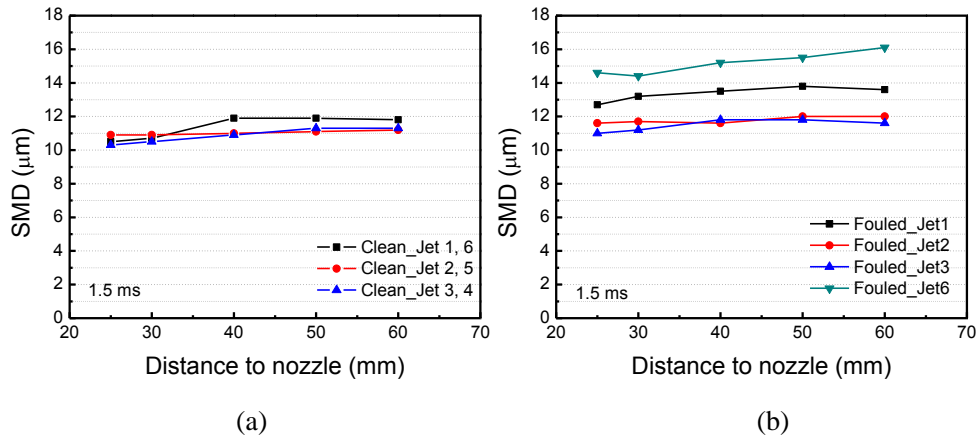 18
16
14
12
10
8
6
4
2
0
SMD (μm)
Clean_Jet 1, 6
Clean_Jet 2, 5
Clean_Jet 3, 4
1.5 ms
20 30 40 50 60 70
Distance to nozzle (mm)
(a)
18
16
14
12
10
8
6
4
2
0
SMD (μm)
Fouled_Jet1
Fouled_Jet2
Fouled_Jet3
Fouled_Jet6
1.5 ms
20 30 40 50 60 70
Distance to nozzle (mm)
(b)